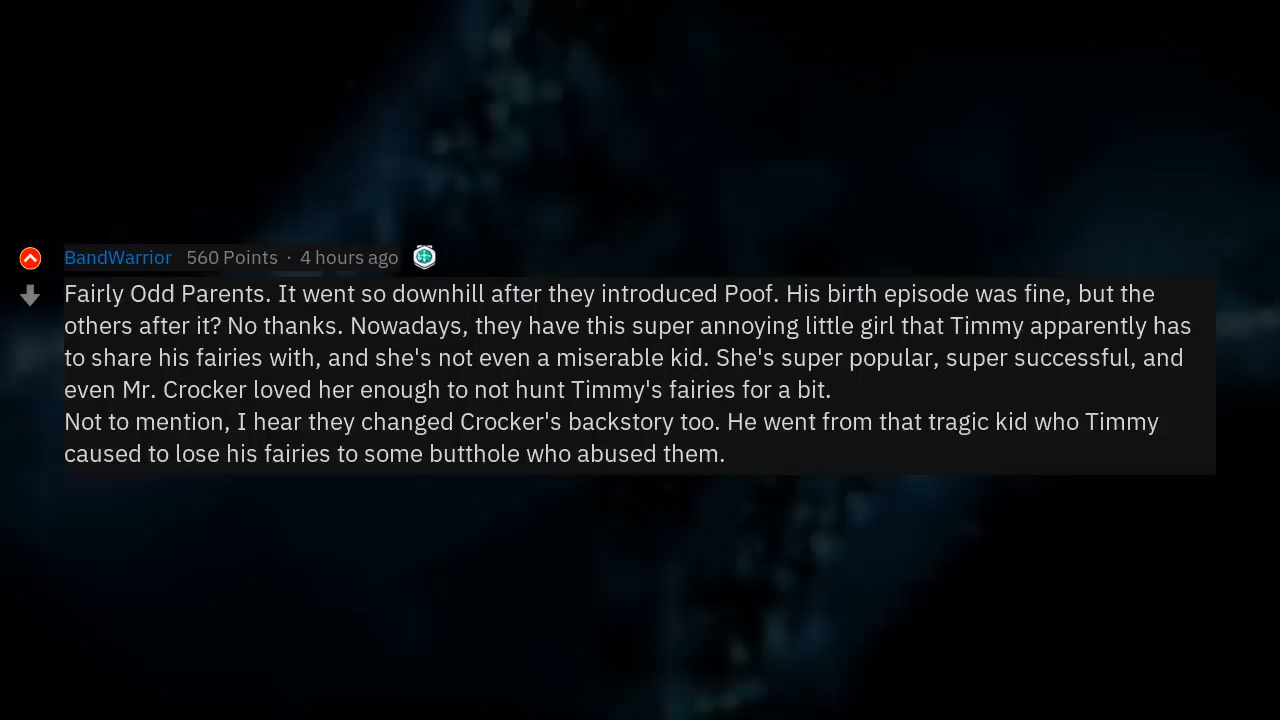 BandWarrior 560 Points · 4 hours ago
Fairly Odd Parents. It went so downhill after they introduced Poof. His birth episode was fine, but the
others after it? No thanks. Nowadays, they have this super annoying little girl that Timmy apparently has
to share his fairies with, and she's not even a miserable kid. She's super popular, super successful, and
even Mr. Crocker loved her enough to not hunt Timmy's fairies for a bit.
Not to mention, I hear they changed Crocker's backstory too. He went from that tragic kid who Timmy
caused to lose his fairies to some butthole who abused them.